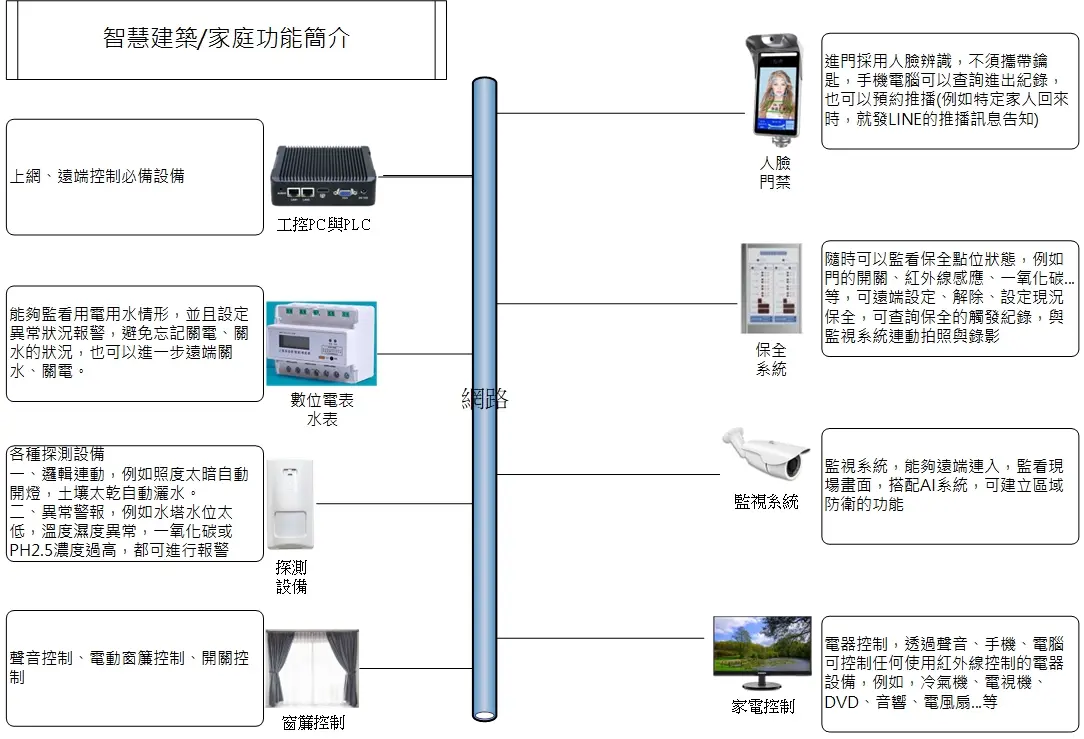 智慧建築/家庭功能簡介
上網、遠端控制必備設備
工控PC與PLC
能夠監看用電用水情形，並且設定
異常狀況報警，避免忘記關電、關
水的狀況，也可以進一步遠端關
水、關電。
數位電表
水表
各種探測設備
一、邏輯連動，例如照度太暗自動
開燈，土壤太乾自動灑水。
二、異常警報，例如水塔水位太
低，溫度濕度異常，一氧化碳或
PH2.5濃度過高，都可進行報警
探測
設備
聲音控制、電動窗簾控制、開關控
制
窗簾控制
網路
人臉
門禁
進門採用人臉辨識，不須攜帶鑰
匙，手機電腦可以查詢進出紀錄，
也可以預約推播(例如特定家人回來
時，就發LINE的推播訊息告知)
保全
系統
隨時可以監看保全點位狀態，例如
門的開關、紅外線感應、一氧化碳...
等，可遠端設定、解除、設定現況
保全，可查詢保全的觸發紀錄，與
監視系統連動拍照與錄影
監視系統
監視系統，能夠遠端連入，監看現
場畫面，搭配AI系統，可建立區域
防衛的功能
家電控制
電器控制，透過聲音、手機、電腦
可控制任何使用紅外線控制的電器
設備，例如，冷氣機、電視機、
DVD、音響、電風扇...等